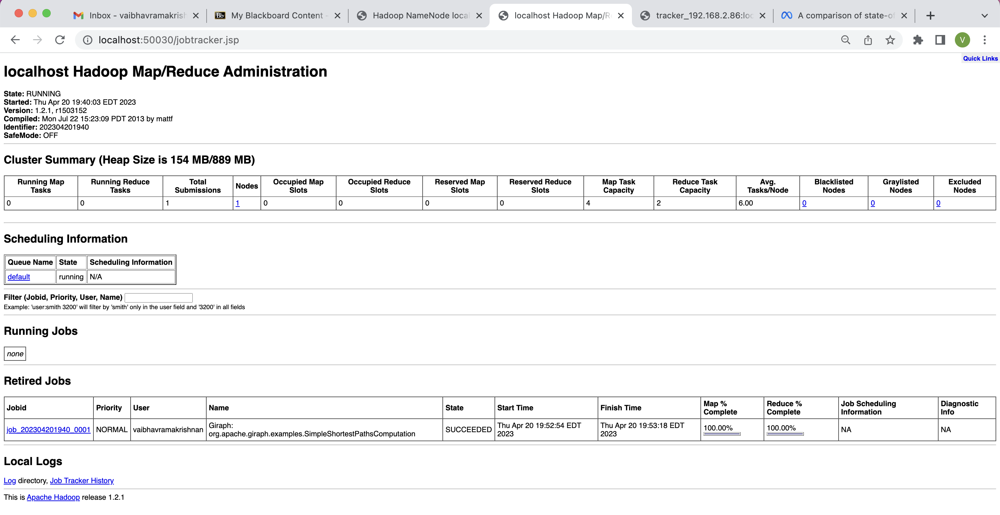 Inbox - vaibhavramakrish
My Blackboard Content -
Hadoop NameNode local
localhost Hadoop Map/Re
tracker_192.168.2.86:loc
A comparison of state-of
localhost:50030/jobtracker.jsp
V
Quick Links
localhost Hadoop Map/Reduce Administration
State: RUNNING
Started: Thu Apr 20 19:40:03 EDT 2023
Version: 1.2.1, r1503152
Compiled: Mon Jul 22 15:23:09 PDT 2013 by mattf
Identifier: 202304201940
SafeMode: OFF
Cluster Summary (Heap Size is 154 MB/889 MB)
Running Map Tasks Running Reduce Tasks Total Submissions Nodes Occupied Map Slots Occupied Reduce Slots Reserved Map Slots Reserved Reduce Slots Map Task Capacity Reduce Task Capacity Avg. Tasks/Node Blacklisted Nodes Graylisted Nodes Excluded Nodes
0 0 1 1 0 0 0 0 4 2 6.00 0 0 0
Scheduling Information
Queue Name State Scheduling Information
default running N/A
Filter (Jobid, Priority, User, Name)
Example: 'user:smith 3200' will filter by 'smith' only in the user field and '3200' in all fields
Running Jobs
none
Retired Jobs
Jobid Priority User Name State Start Time Finish Time Map % Complete Reduce % Complete Job Scheduling Information Diagnostic Info
job_202304201940_0001 NORMAL vaibhavramakrishnan Giraph: org.apache.giraph.examples.SimpleShortestPathsComputation SUCCEEDED Thu Apr 20 19:52:54 EDT 2023 Thu Apr 20 19:53:18 EDT 2023 100.00% 100.00% NA NA
Local Logs
Log directory, Job Tracker History
This is Apache Hadoop release 1.2.1